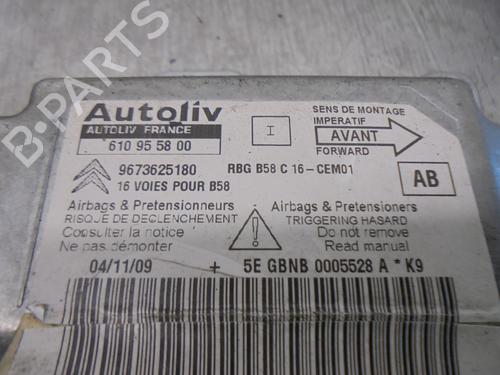 B-PARTS
Autoliv
AUTOLIV FRANCE
610 95 58 00
I
SENS DE MONTAGE
IMPERATIF
AVANT
FORWARD
9673625180
RBG B58 C 16-CEM01
16 VOIES POUR B58
AB
Airbags & Pretensionneurs
RISQUE DE DECLENCHEMENT
Consulter la notice
Ne pas démonter
Airbags & Pretensioners
TRIGGERING HASARD
Do not remove
Read manual
04/11/09 + 5E GBNB 0005528 A * K9